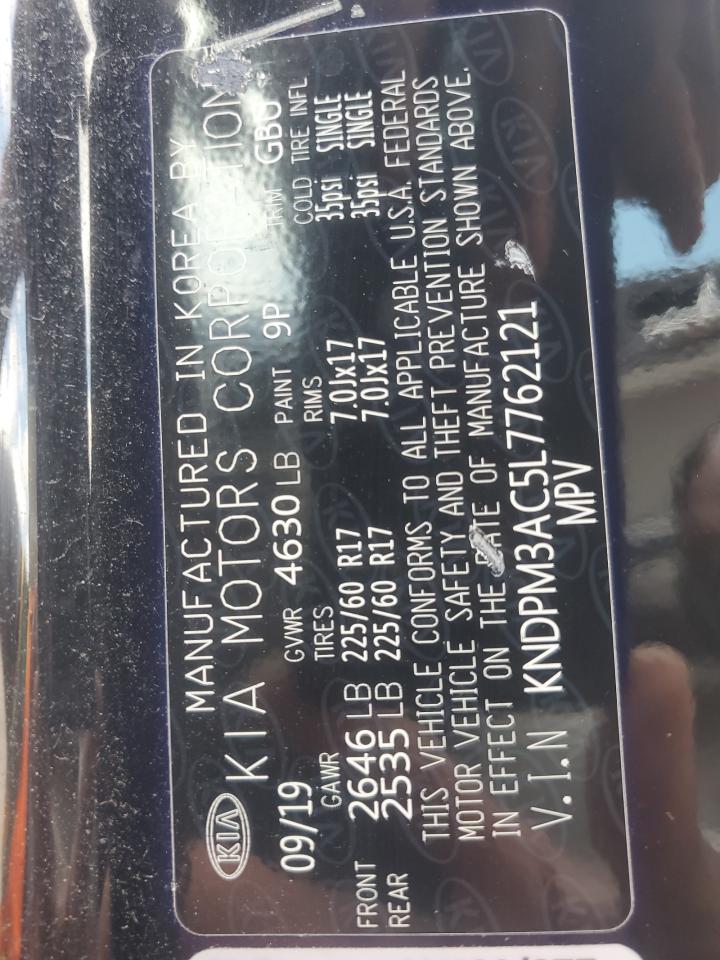 KIA
MANUFACTURED IN KOREA BY
KIA MOTORS CORPORATION
09/19 GVWR 4630 LB PAINT 9P TRIM GBU
GAWR TIRES RIMS COLD TIRE INFL
FRONT 2646 LB 225/60 R17 7.0Jx17 35psi SINGLE
REAR 2535 LB 225/60 R17 7.0Jx17 35psi SINGLE
THIS VEHICLE CONFORMS TO ALL APPLICABLE U.S.A. FEDERAL
MOTOR VEHICLE SAFETY AND THEFT PREVENTION STANDARDS
IN EFFECT ON THE DATE OF MANUFACTURE SHOWN ABOVE.
V.I.N KNDPM3AC5L7762121
MPV